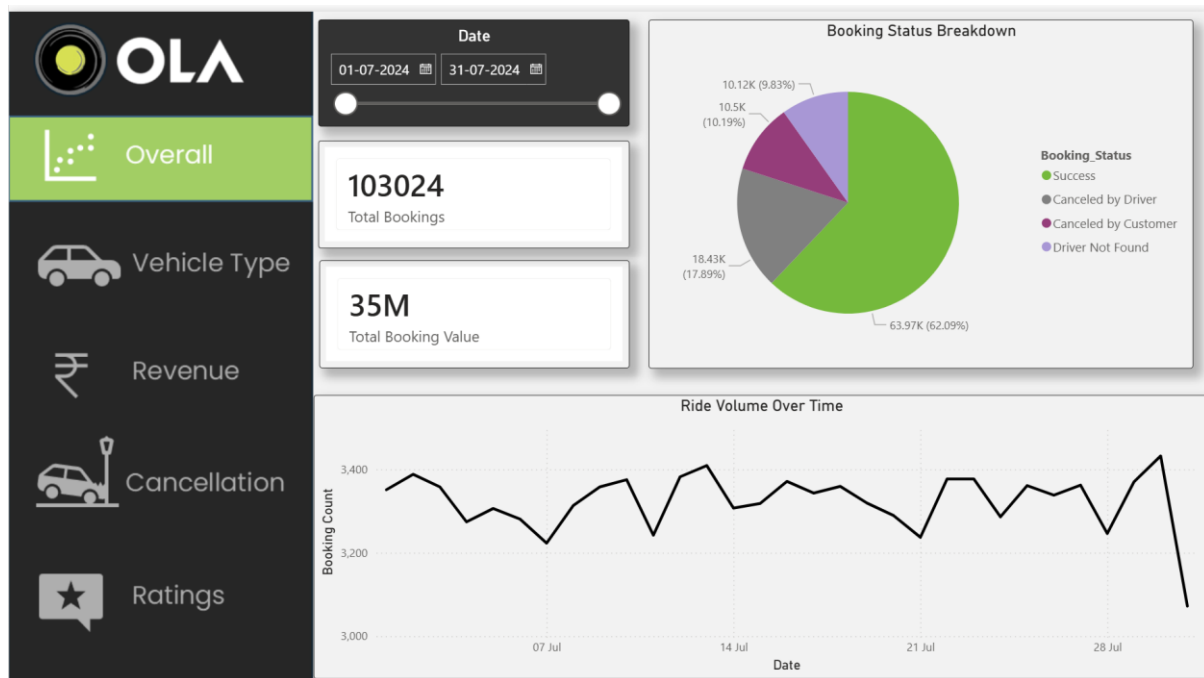 OLA
Overall
Vehicle Type
Revenue
Cancellation
Ratings
Date
01-07-2024 31-07-2024
103024
Total Bookings
35M
Total Booking Value
Booking Status Breakdown
10.12K (9.83%)
10.5K
(10.19%)
18.43K
(17.89%)
63.97K (62.09%)
Booking_Status
Success
Canceled by Driver
Canceled by Customer
Driver Not Found
Ride Volume Over Time
Booking Count
3,400
3,200
3,000
07 Jul 14 Jul 21 Jul 28 Jul
Date